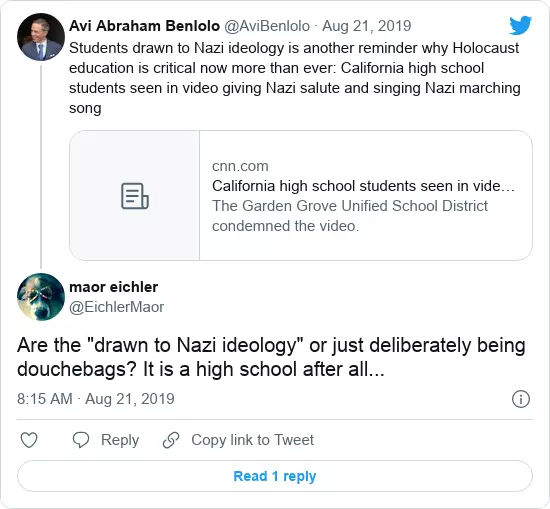 Avi Abraham Benlolo @AviBenlolo · Aug 21, 2019
Students drawn to Nazi ideology is another reminder why Holocaust
education is critical now more than ever: California high school
students seen in video giving Nazi salute and singing Nazi marching
song
cnn.com
California high school students seen in vide…
The Garden Grove Unified School District
condemned the video.
maor eichler
@EichlerMaor
Are the "drawn to Nazi ideology" or just deliberately being
douchebags? It is a high school after all...
8:15 AM · Aug 21, 2019
Reply
Copy link to Tweet
Read 1 reply